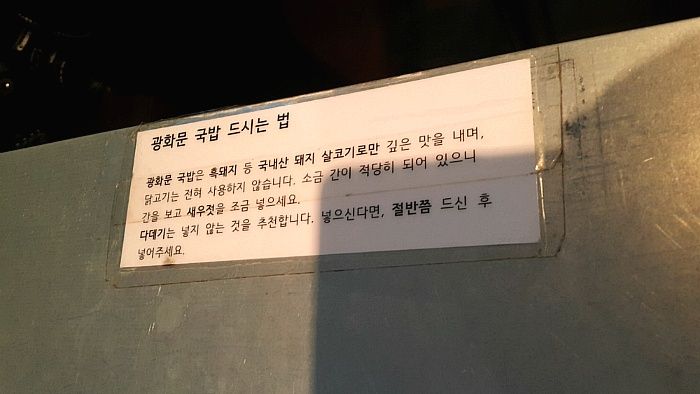 광화문 국밥 드시는 법
광화문 국밥은 흑돼지 등 국내산 돼지 살코기로만 깊은 맛을 내며,
닭고기는 전혀 사용하지 않습니다. 소금 간이 적당히 되어 있으니
간을 보고 새우젓을 조금 넣으세요.
다데기는 넣지 않는 것을 추천합니다. 넣으신다면, 절반쯤 드신 후
넣어주세요.